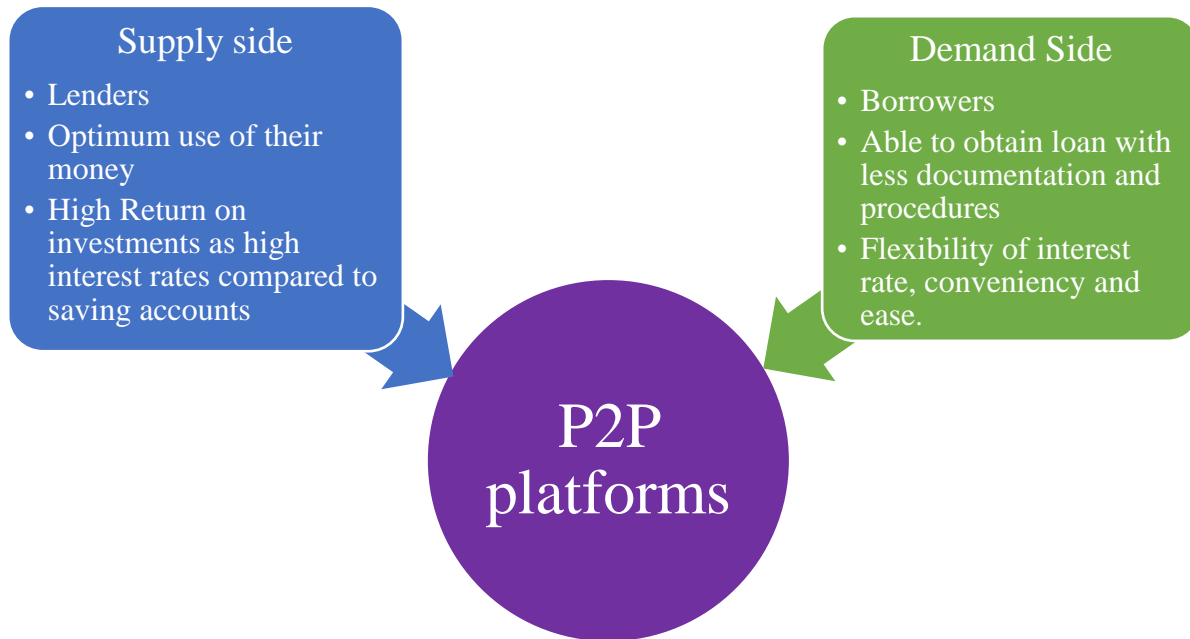 Supply side
• Lenders
• Optimum use of their
money
• High Return on
investments as high
interest rates compared to
saving accounts
Demand Side
• Borrowers
• Able to obtain loan with
less documentation and
procedures
• Flexibility of interest
rate, conveniency and
ease.
P2P
platforms